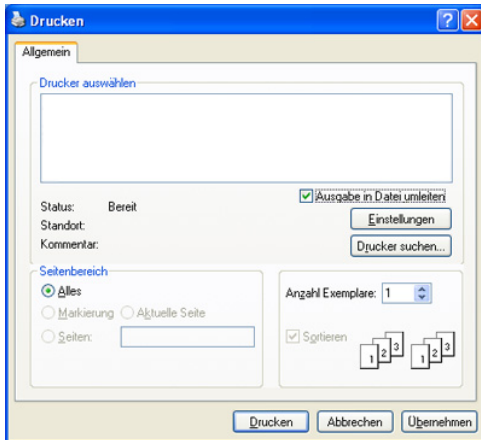 Drucken
Allgemein
Drucker auswählen
Ausgabe in Datei umleiten
Status: Bereit
Einstellungen
Standort:
Kommentar:
Drucker suchen...
Seitenbereich
Alles
Anzahl Exemplare: 1
Markierung Aktuelle Seite
Seiten:
Sortieren
1 2 3 1 2 3
Drucken Abbrechen Übernehmen